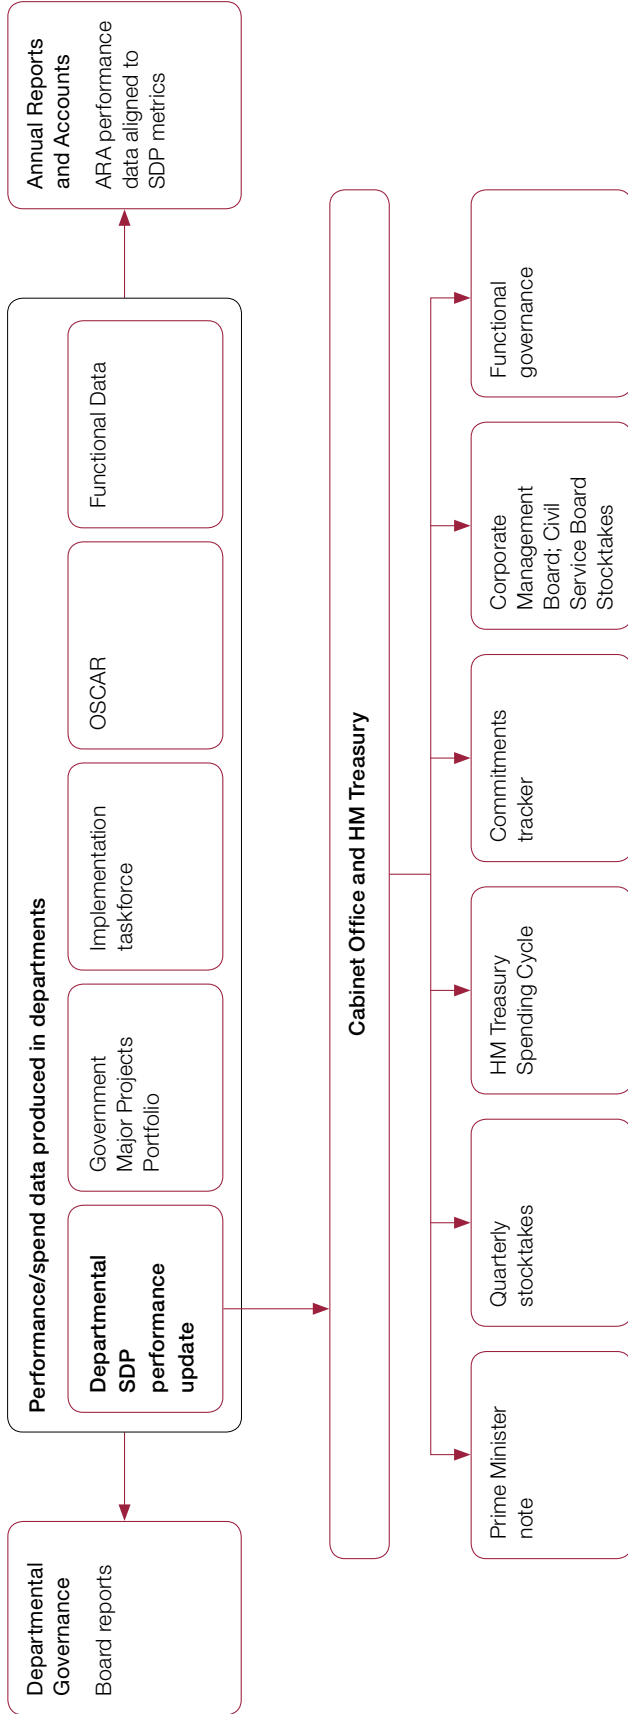 Departmental
Governance
Board reports
Performance/spend data produced in departments
Departmental
SDP
performance
update
Government
Major Projects
Portfolio
Implementation
taskforce
OSCAR
Functional Data
Annual Reports
and Accounts
ARA performance
data aligned to
SDP metrics
Cabinet Office and HM Treasury
Prime Minister
note
Quarterly
stocktakes
HM Treasury
Spending Cycle
Commitments
tracker
Corporate
Management
Board; Civil
Service Board
Stocktakes
Functional
governance